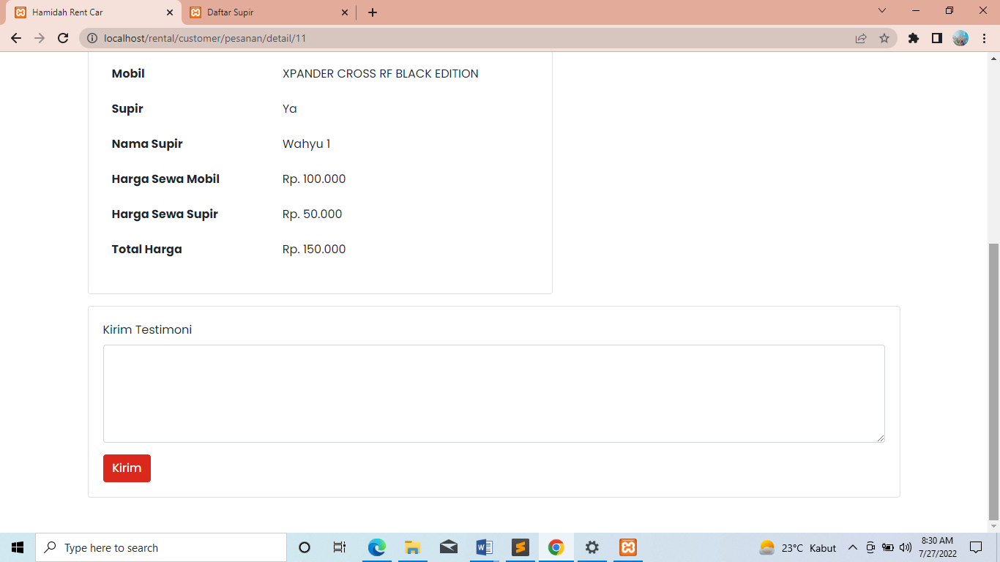 Hamidah Rent Car
Daftar Supir
localhost/rental/customer/pesanan/detail/11
Mobil XPANDER CROSS RF BLACK EDITION
Supir Ya
Nama Supir Wahyu 1
Harga Sewa Mobil Rp. 100.000
Harga Sewa Supir Rp. 50.000
Total Harga Rp. 150.000
Kirim Testimoni
Kirim
Type here to search
23°C Kabut
8:30 AM
7/27/2022